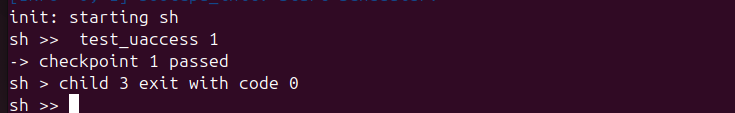 init: starting sh
sh >>  test_uaccess 1
-> checkpoint 1 passed
sh > child 3 exit with code 0
sh >>